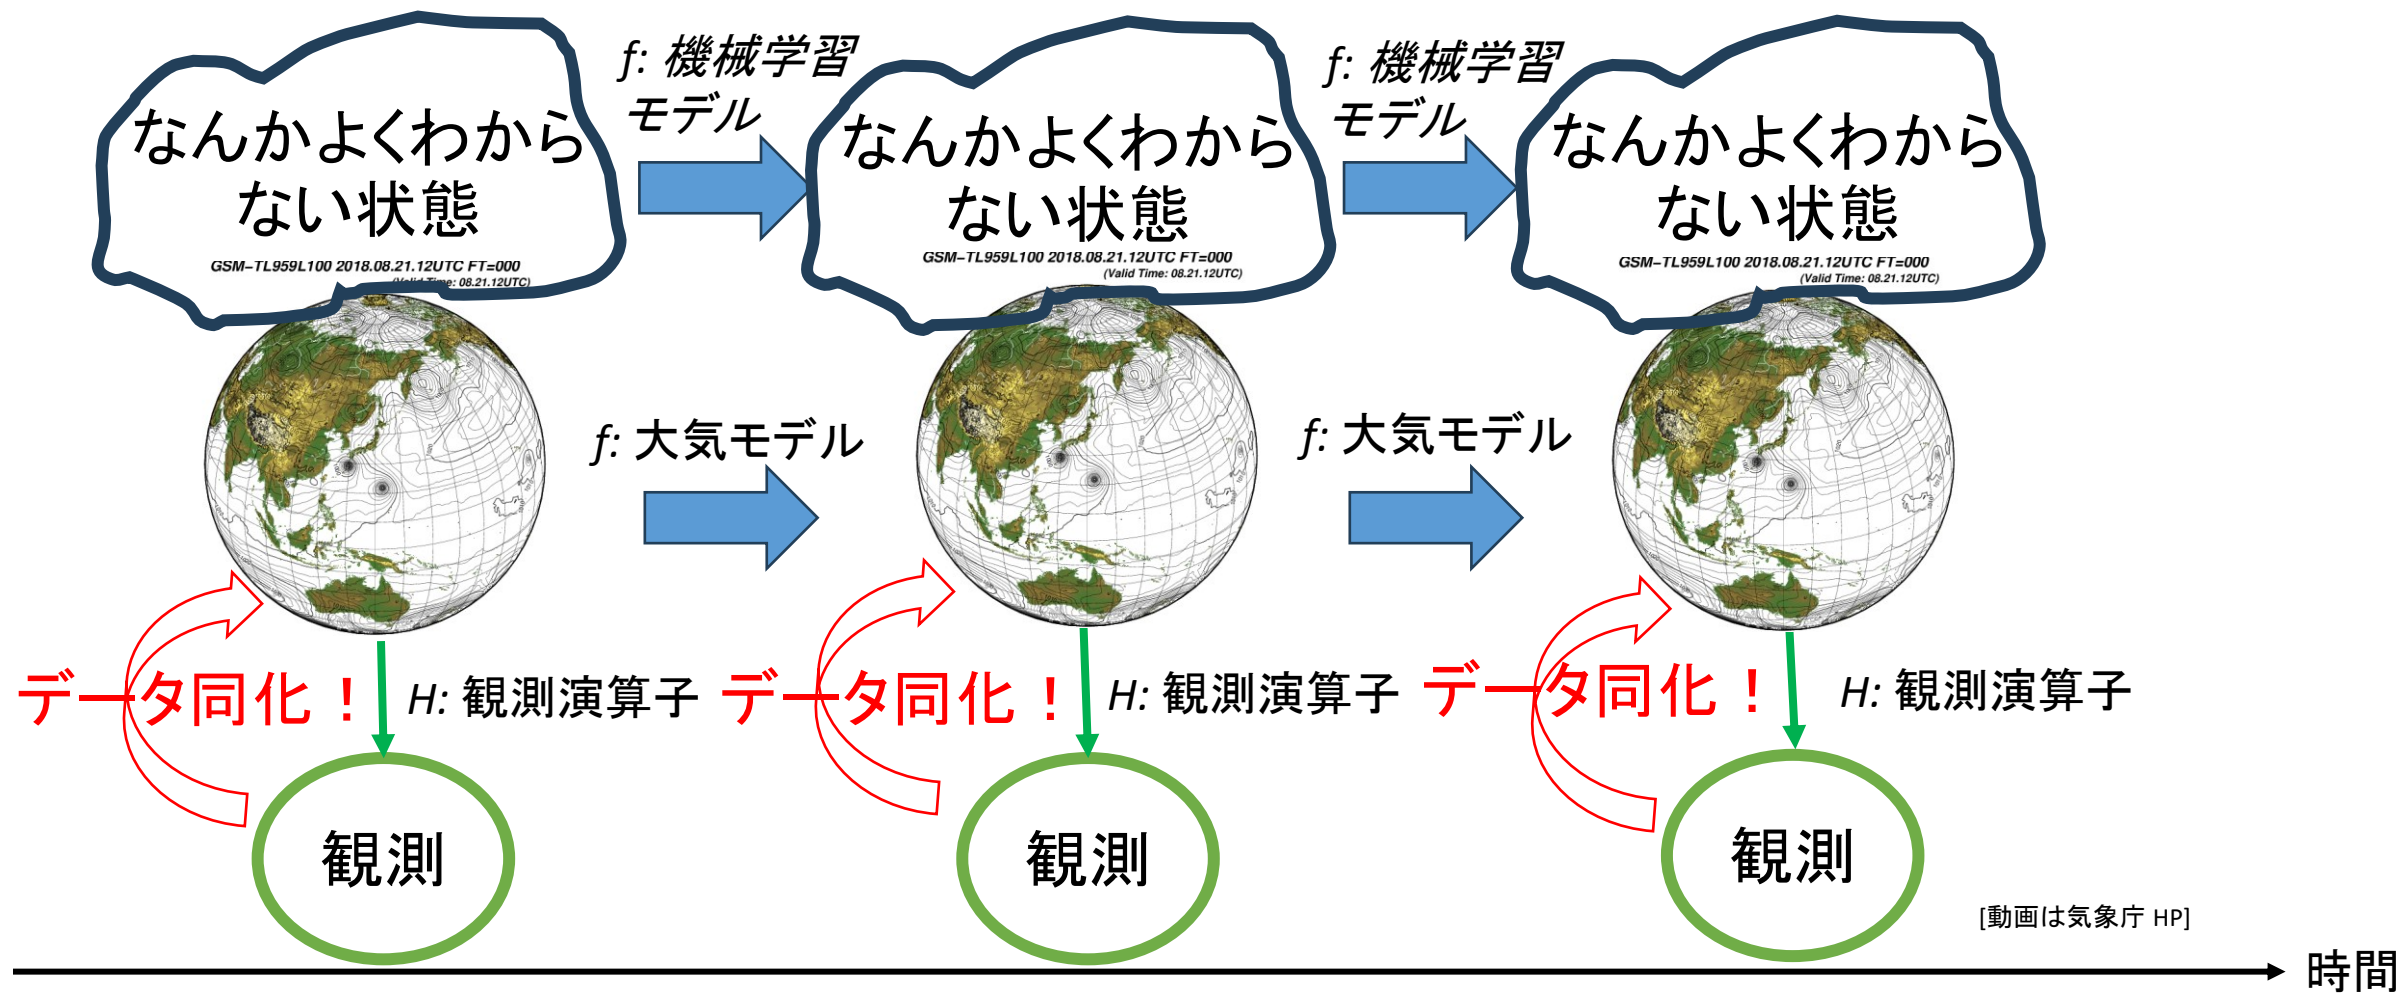 f: 機械学習
モデル
f: 機械学習
モデル
なんかよくわから
ない状態
なんかよくわから
ない状態
なんかよくわから
ない状態
GSM-TL959L100 2018.08.21.12UTC FT=000
(Valid Time: 08.21.12UTC)
GSM-TL959L100 2018.08.21.12UTC FT=000
(Valid Time: 08.21.12UTC)
GSM-TL959L100 2018.08.21.12UTC FT=000
(Valid Time: 08.21.12UTC)
f: 大気モデル
f: 大気モデル
データ同化！
H: 観測演算子
データ同化！
H: 観測演算子
データ同化！
H: 観測演算子
観測
観測
観測
[動画は気象庁 HP]
時間